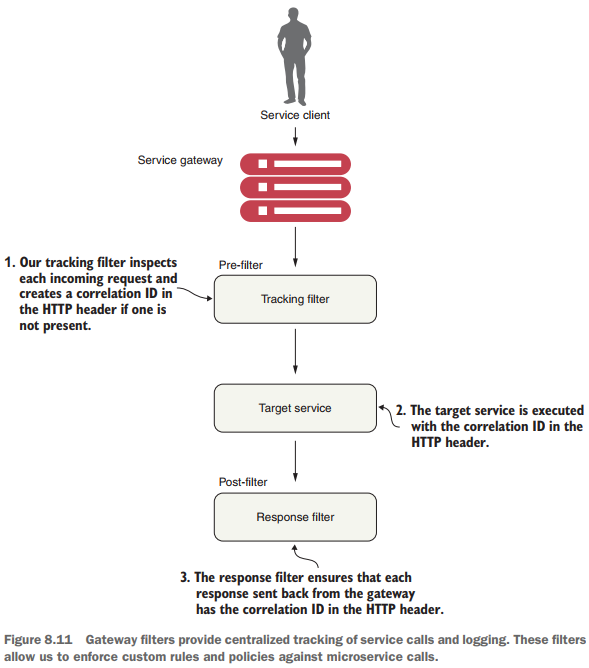 Service client
Service gateway
Pre-filter
1. Our tracking filter inspects
each incoming request and
creates a correlation ID in
the HTTP header if one is
not present.
Tracking filter
Target service
2. The target service is executed
with the correlation ID in the
HTTP header.
Post-filter
Response filter
3. The response filter ensures that each
response sent back from the gateway
has the correlation ID in the HTTP header.
Figure 8.11 Gateway filters provide centralized tracking of service calls and logging. These filters
allow us to enforce custom rules and policies against microservice calls.